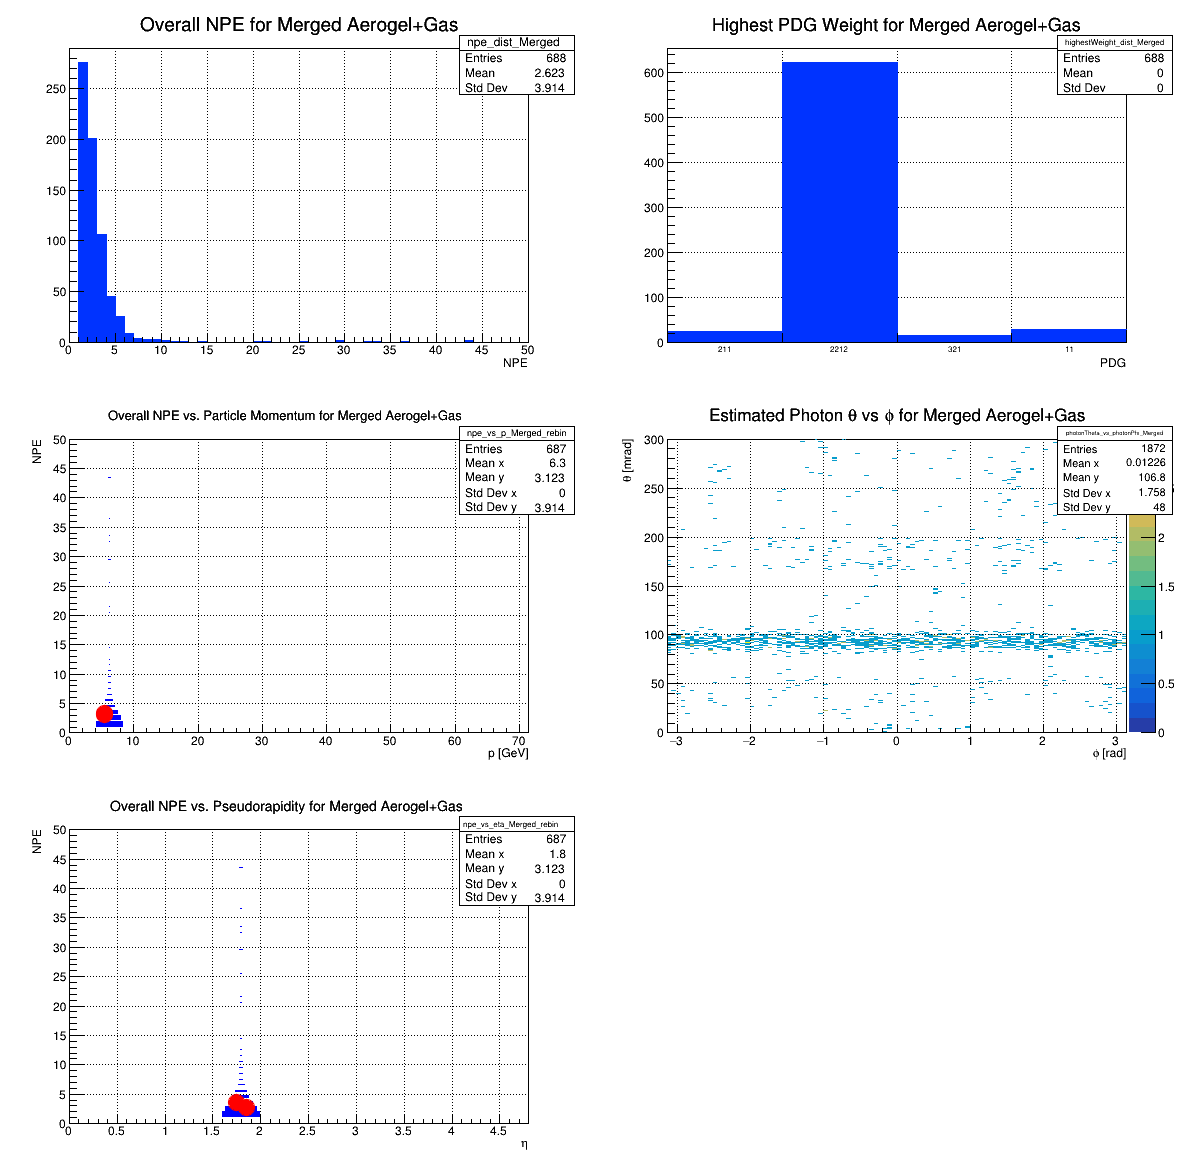 Overall NPE for Merged Aerogel+Gas
npe_dist_Merged
Entries 688
Mean 2.623
Std Dev 3.914
250
200
150
100
50
0
0 5 10 15 20 25 30 35 40 45 50
NPE
Highest PDG Weight for Merged Aerogel+Gas
highestWeight_dist_Merged
Entries 688
Mean 0
Std Dev 0
600
500
400
300
200
100
0
211 2212 321 11
PDG
Overall NPE vs. Particle Momentum for Merged Aerogel+Gas
npe_vs_p_Merged_rebin
Entries 687
Mean x 6.3
Mean y 3.123
Std Dev x 0
Std Dev y 3.914
NPE
50
45
40
35
30
25
20
15
10
5
0
0 10 20 30 40 50 60 70
p [GeV]
Estimated Photon θ vs ϕ for Merged Aerogel+Gas
photonTheta_vs_photonPhi_Merged
Entries 1872
Mean x 0.01226
Mean y 106.8
Std Dev x 1.758
Std Dev y 48
θ [mrad]
300
250
200
150
100
50
0
−3 −2 −1 0 1 2 3
ϕ [rad]
2
1.5
1
0.5
0
Overall NPE vs. Pseudorapidity for Merged Aerogel+Gas
npe_vs_eta_Merged_rebin
Entries 687
Mean x 1.8
Mean y 3.123
Std Dev x 0
Std Dev y 3.914
NPE
50
45
40
35
30
25
20
15
10
5
0
0 0.5 1 1.5 2 2.5 3 3.5 4 4.5
η